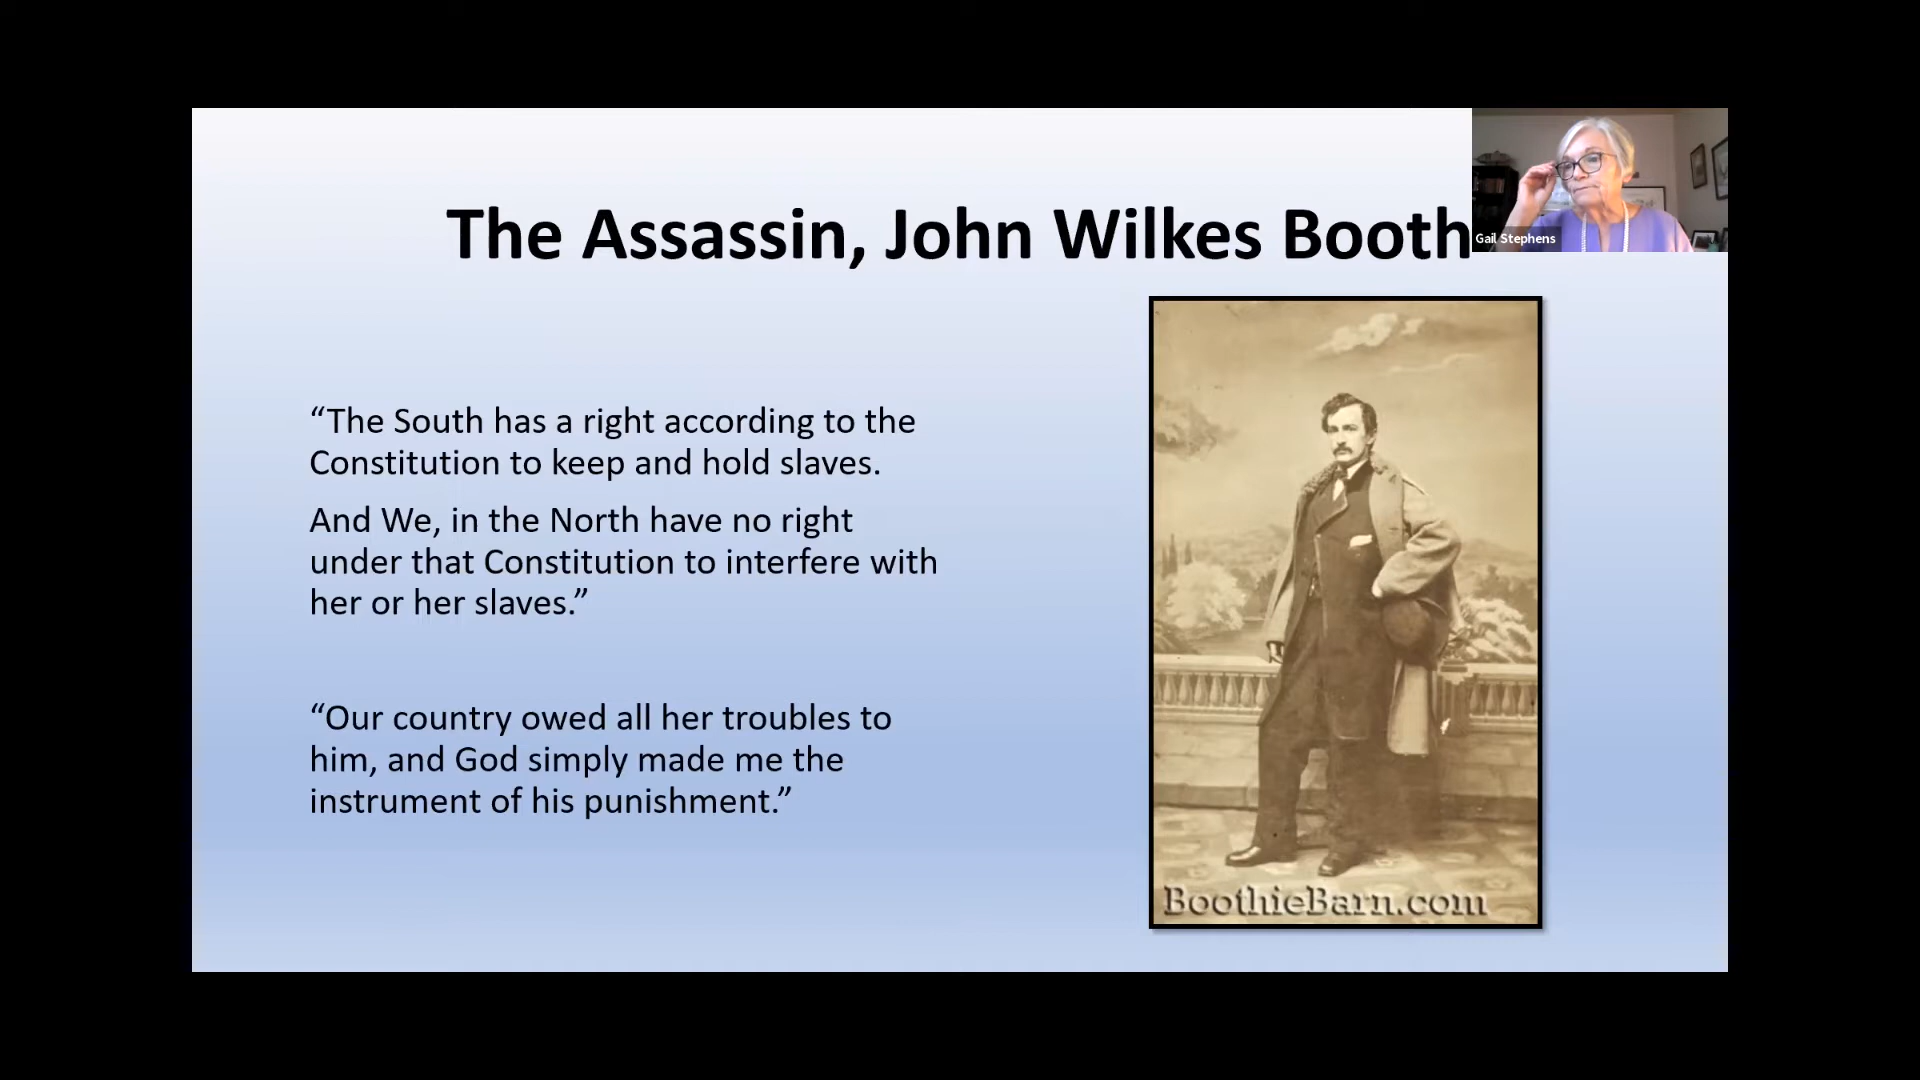 The Assassin, John Wilkes Booth
Gail Stephens
“The South has a right according to the
Constitution to keep and hold slaves.
And We, in the North have no right
under that Constitution to interfere with
her or her slaves.”
“Our country owed all her troubles to
him, and God simply made me the
instrument of his punishment.”
BoothieBarn.com